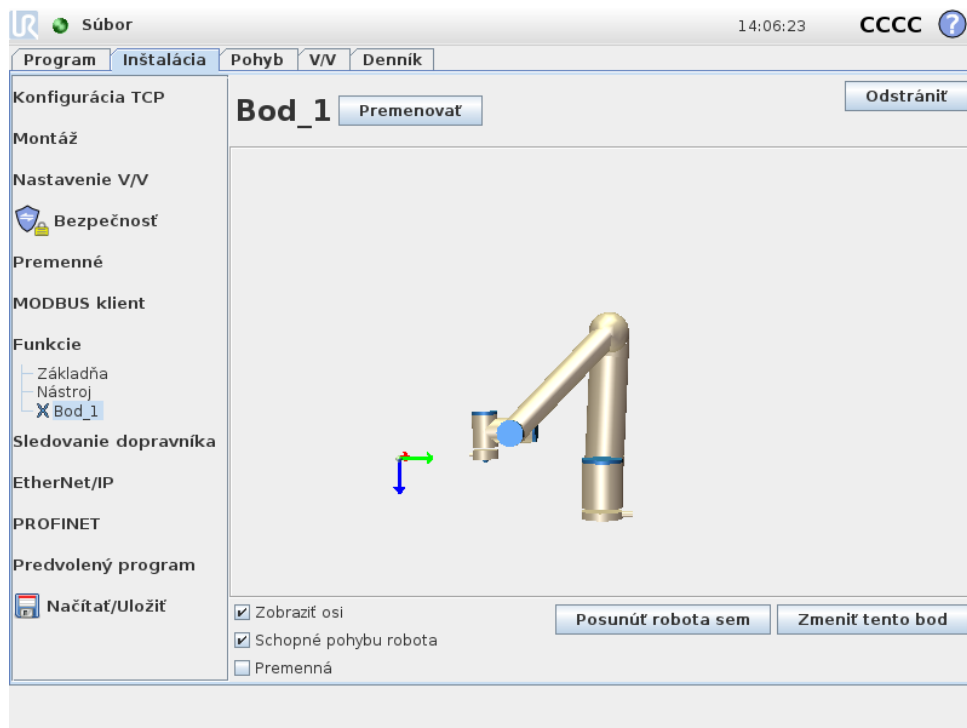 UR Súbor 14:06:23 CCCC ?
Program Inštalácia Pohyb V/V Denník
Konfigurácia TCP
Montáž
Nastavenie V/V
Bezpečnosť
Premenné
MODBUS klient
Funkcie
Základňa
Nástroj
Bod_1
Sledovanie dopravníka
EtherNet/IP
PROFINET
Predvolený program
Načítať/Uložiť
Bod_1 Premenovať Odstrániť
Zobraziť osi
Schopné pohybu robota
Premenná
Posunúť robota sem Zmeniť tento bod